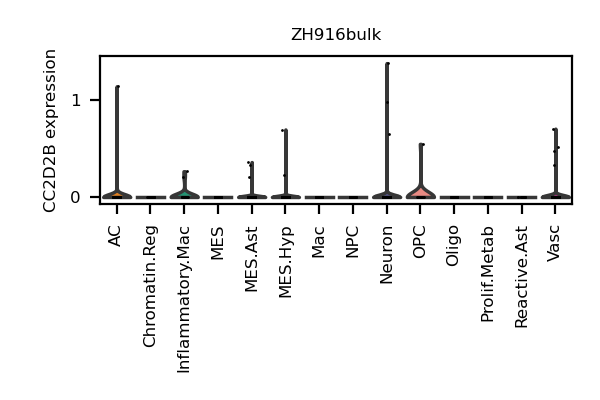 ZH916bulk
CC2D2B expression
1
0
AC
Chromatin.Reg
Inflammatory.Mac
MES
MES.Ast
MES.Hyp
Mac
NPC
Neuron
OPC
Oligo
Prolif.Metab
Reactive.Ast
Vasc